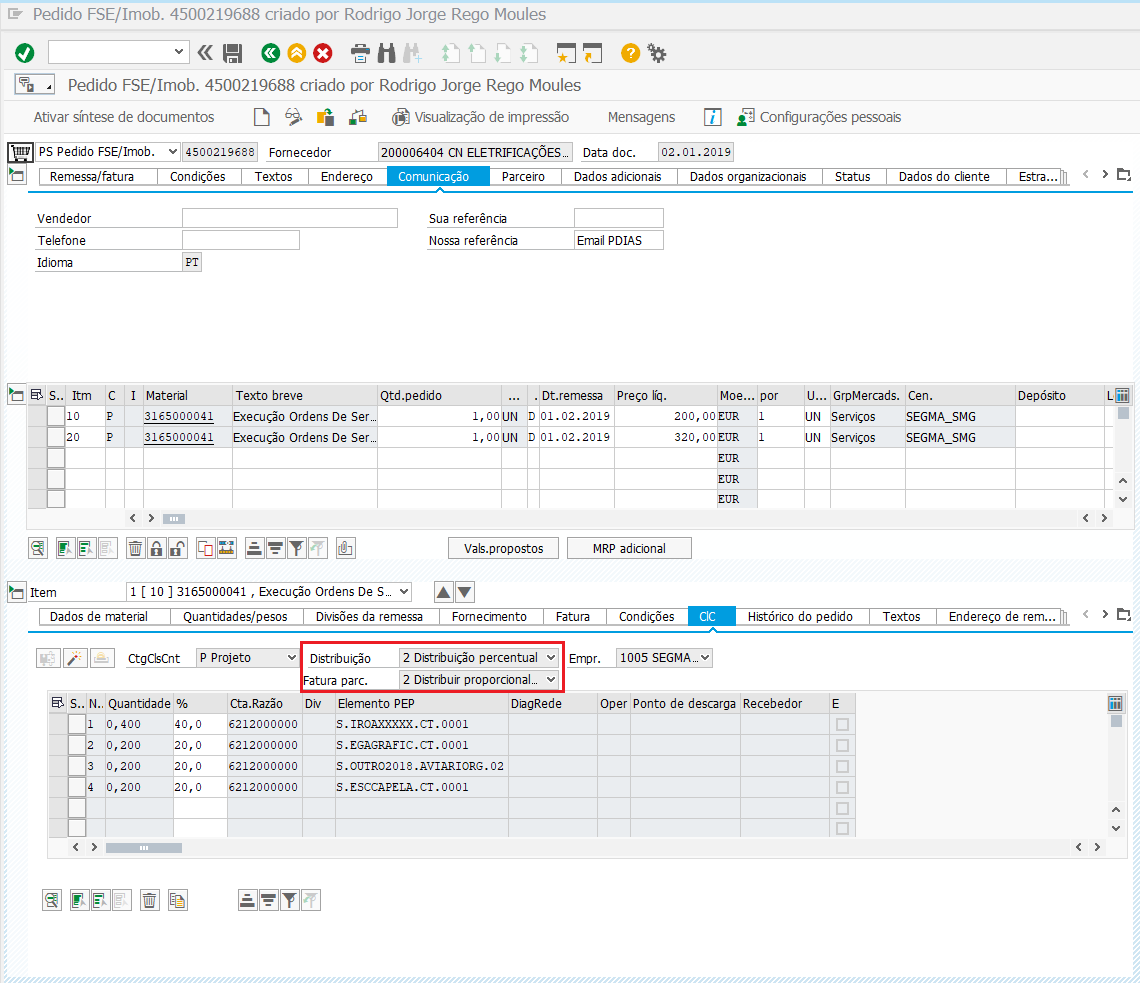 Pedido FSE/Imob. 4500219688 criado por Rodrigo Jorge Rego Moules
Pedido FSE/Imob. 4500219688 criado por Rodrigo Jorge Rego Moules
Ativar síntese de documentos Visualização de impressão Mensagens Configurações pessoais
PS Pedido FSE/Imob. 4500219688 Fornecedor 200006404 CN ELETRIFICAÇÕES... Data doc. 02.01.2019
Remessa/fatura Condições Textos Endereço Comunicação Parceiro Dados adicionais Dados organizacionais Status Dados do cliente Estra...
Vendedor Sua referência
Telefone Nossa referência Email PDIAS
Idioma PT
S.. Itm C I Material Texto breve Qtd.pedido ... . Dt.remessa Preço líq. Moe... por U... GrpMercads. Cen. Depósito L
10 P 3165000041 Execução Ordens De Ser... 1,00 UN D 01.02.2019 200,00 EUR 1 UN Serviços SEGMA_SMG
20 P 3165000041 Execução Ordens De Ser... 1,00 UN D 01.02.2019 320,00 EUR 1 UN Serviços SEGMA_SMG
EUR
EUR
EUR
Vals.propostos MRP adicional
Item 1 [ 10 ] 3165000041 , Execução Ordens De S...
Dados de material Quantidades/pesos Divisões da remessa Fornecimento Fatura Condições ClC Histórico do pedido Textos Endereço de rem...
CtgClsCnt P Projeto Distribuição 2 Distribuição percentual Empr. 1005 SEGMA...
Fatura parc. 2 Distribuir proporcional...
S.. N.. Quantidade % Cta.Razão Div Elemento PEP DiagRede Oper Ponto de descarga Recebedor E
1 0,400 40,0 6212000000 S.IROAXXXXX.CT.0001
2 0,200 20,0 6212000000 S.EGAGRAFIC.CT.0001
3 0,200 20,0 6212000000 S.OUTRO2018.AVIARIORG.02
4 0,200 20,0 6212000000 S.ESCCAPELA.CT.0001